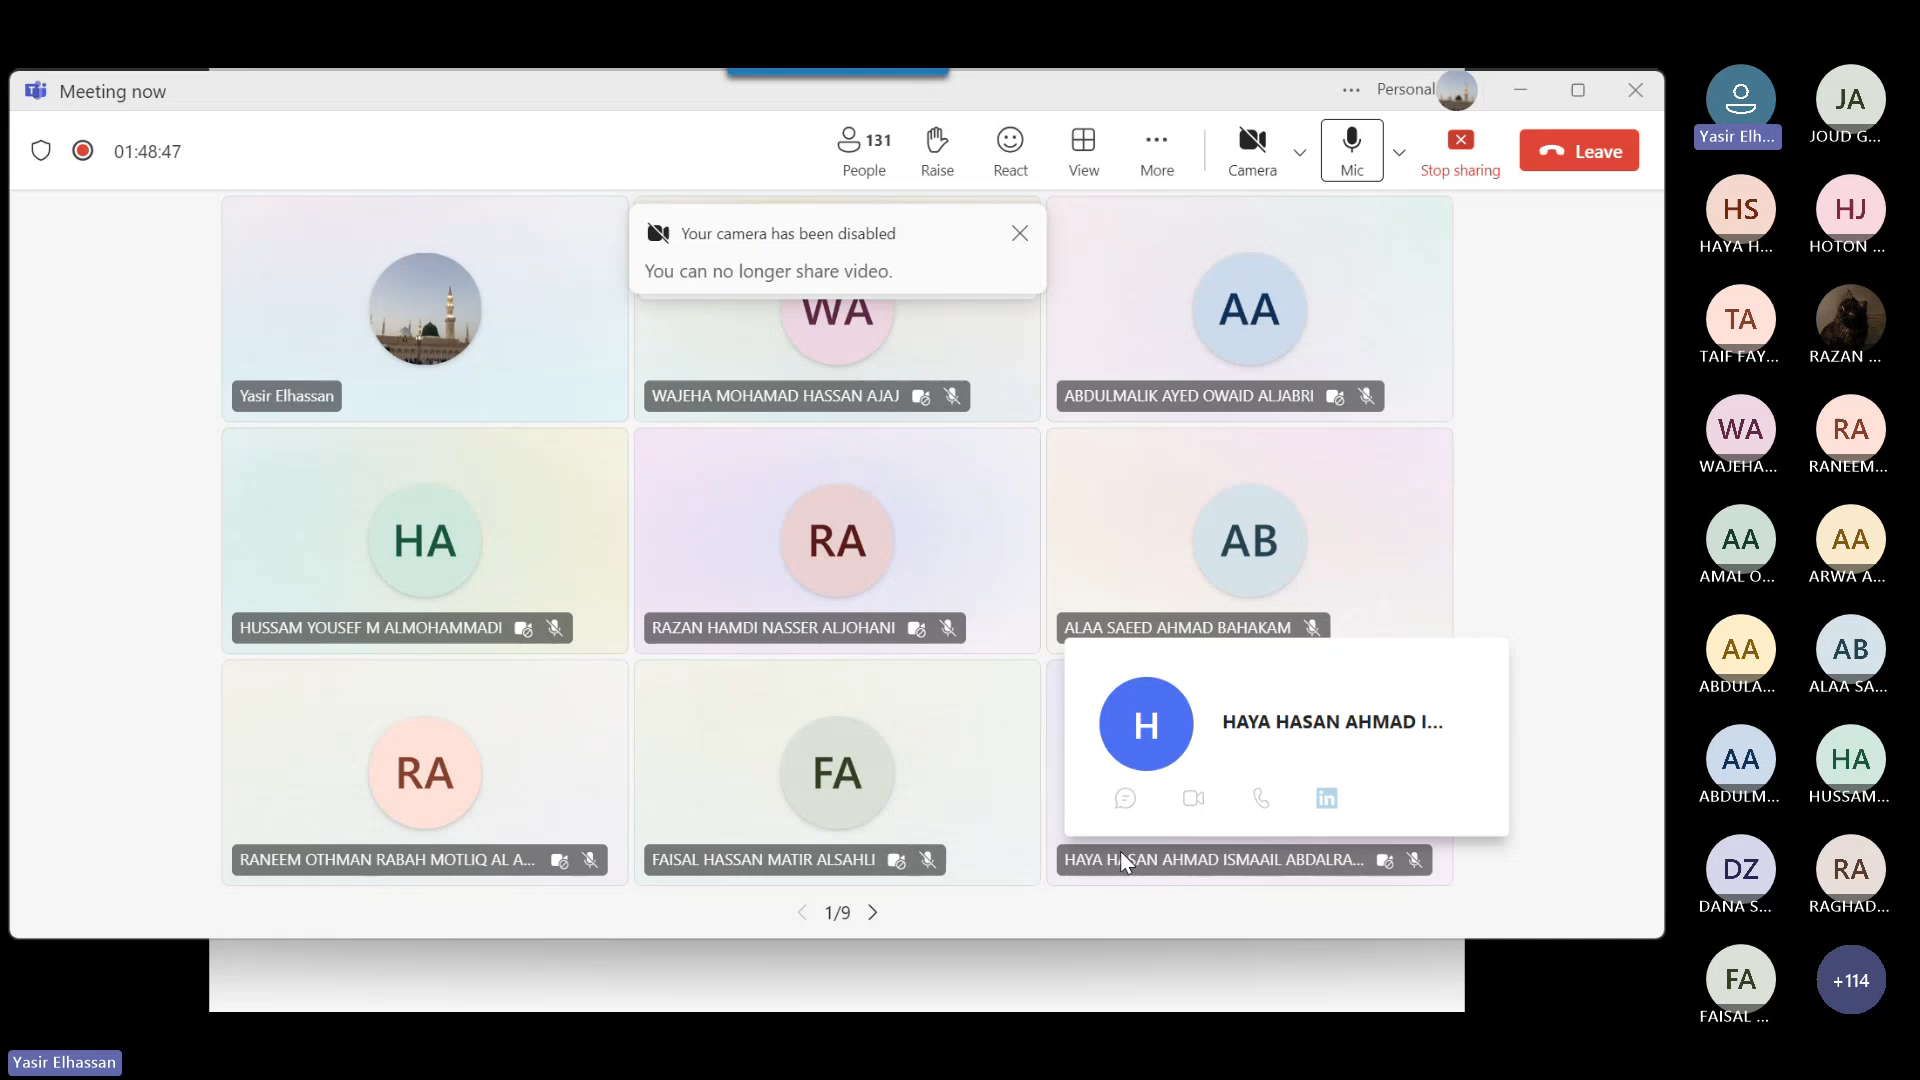 Meeting now
Personal
01:48:47
131
People
Raise
React
View
More
Camera
Mic
Stop sharing
Leave
Your camera has been disabled
You can no longer share video.
Yasir Elhassan
WA
WAJEHA MOHAMAD HASSAN AJAJ
AA
ABDULMALIK AYED OWAID ALJABRI
HA
HUSSAM YOUSEF M ALMOHAMMADI
RA
RAZAN HAMDI NASSER ALJOHANI
AB
ALAA SAEED AHMAD BAHAKAM
RA
RANEEM OTHMAN RABAH MOTLIQ AL A...
FA
FAISAL HASSAN MATIR ALSAHLI
H
HAYA HASAN AHMAD I...
in
HAYA HASAN AHMAD ISMAAIL ABDALRA...
1/9
Yasir Elh...
JA
JOUD G...
HS
HAYA H...
HJ
HOTON ...
TA
TAIF FAY...
RAZAN ...
WA
WAJEHA...
RA
RANEEM...
AA
AMAL O...
AA
ARWA A...
AA
ABDULA...
AB
ALAA SA...
AA
ABDULM...
HA
HUSSAM...
DZ
DANA S...
RA
RAGHAD...
FA
FAISAL ...
+114
Yasir Elhassan